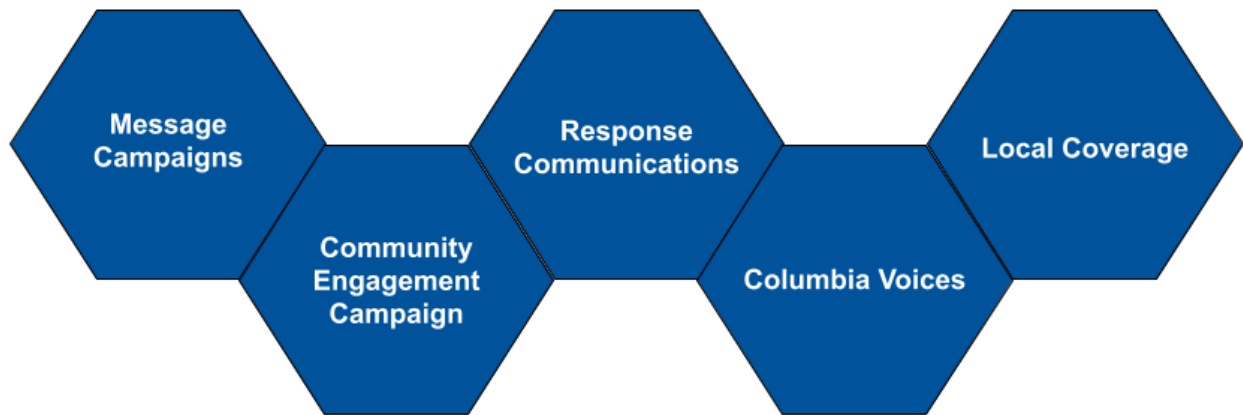 Message
Campaigns
Community
Engagement
Campaign
Response
Communications
Columbia Voices
Local Coverage